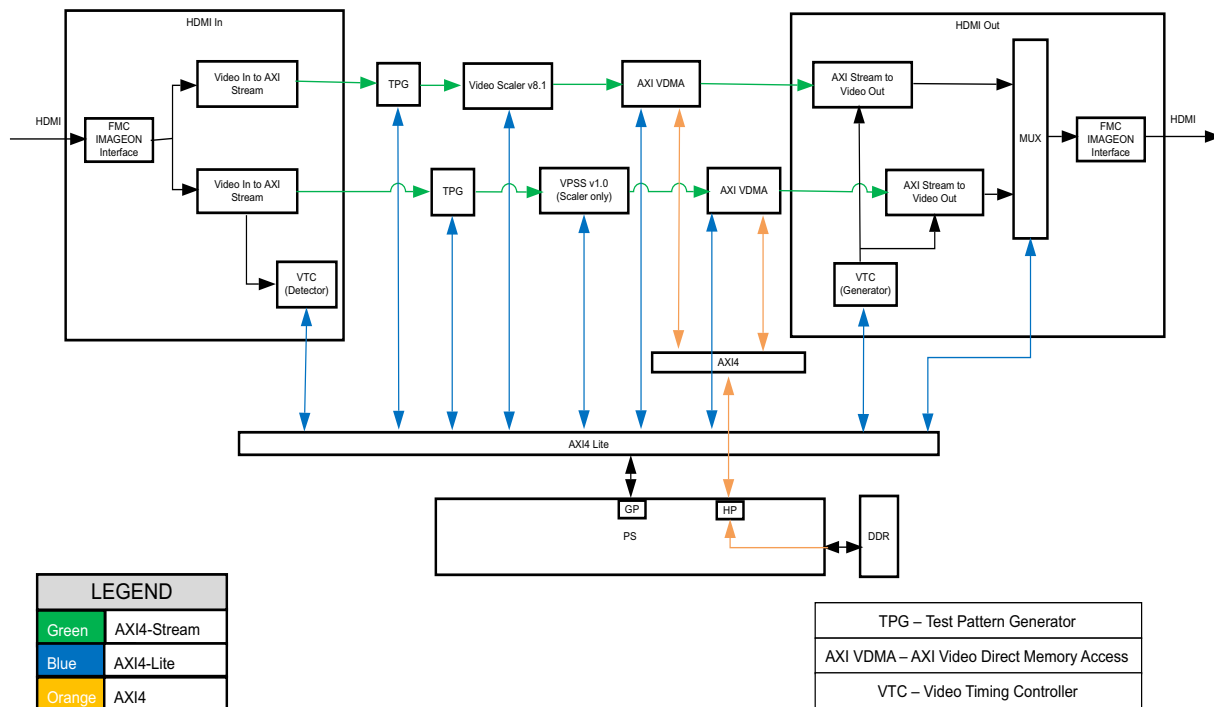 HDMI In
HDMI Out
Video In to AXI
Stream
TPG
Video Scaler v8.1
AXI VDMA
AXI Stream to
Video Out
HDMI
FMC
IMAGEON
Interface
MUX
FMC
IMAGEON
Interface
HDMI
Video In to AXI
Stream
TPG
VPSS v1.0
(Scaler only)
AXI VDMA
AXI Stream to
Video Out
VTC
(Detector)
VTC
(Generator)
AXI4
AXI4 Lite
GP
HP
PS
DDR
LEGEND
Green AXI4-Stream
Blue AXI4-Lite
Orange AXI4
TPG – Test Pattern Generator
AXI VDMA – AXI Video Direct Memory Access
VTC – Video Timing Controller